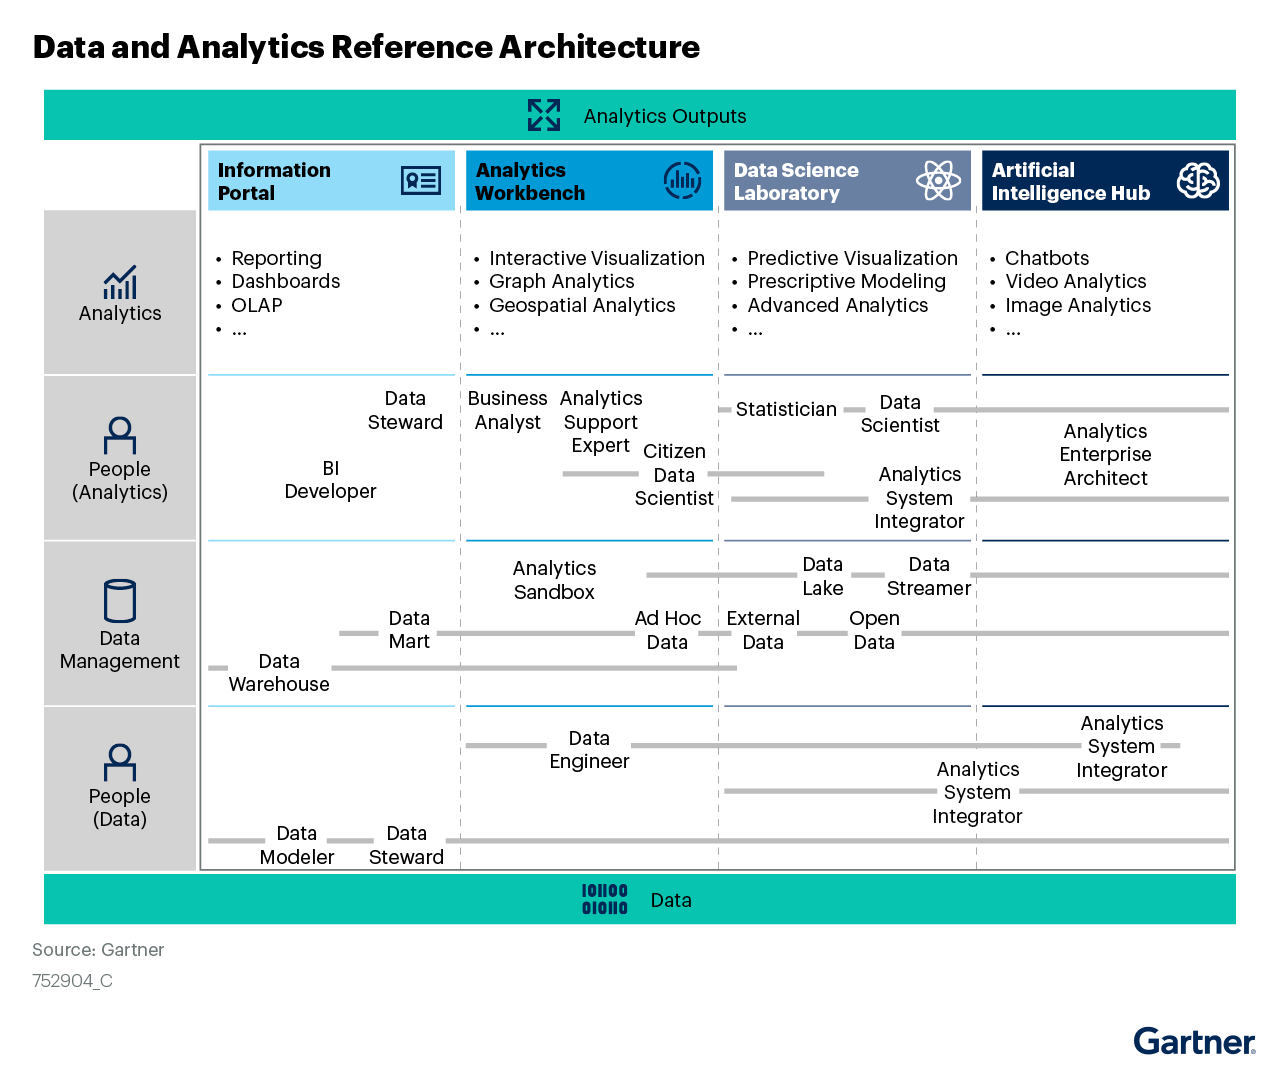 Data and Analytics Reference Architecture
Analytics Outputs
Information
Portal
Analytics
Workbench
Data Science
Laboratory
Artificial
Intelligence Hub
Analytics
• Reporting
• Dashboards
• OLAP
• ...
• Interactive Visualization
• Graph Analytics
• Geospatial Analytics
• ...
• Predictive Visualization
• Prescriptive Modeling
• Advanced Analytics
• ...
• Chatbots
• Video Analytics
• Image Analytics
• ...
People
(Analytics)
Data
Steward
BI
Developer
Business
Analyst
Analytics
Support
Expert
Citizen
Data
Scientist
Statistician
Data
Scientist
Analytics
System
Integrator
Analytics
Enterprise
Architect
Data
Management
Analytics
Sandbox
Data
Lake
Data
Streamer
Data
Mart
Ad Hoc
Data
External
Data
Open
Data
Data
Warehouse
People
(Data)
Data
Engineer
Analytics
System
Integrator
Analytics
System
Integrator
Data
Modeler
Data
Steward
101100
010110
Data
Source: Gartner
752904_C
Gartner®